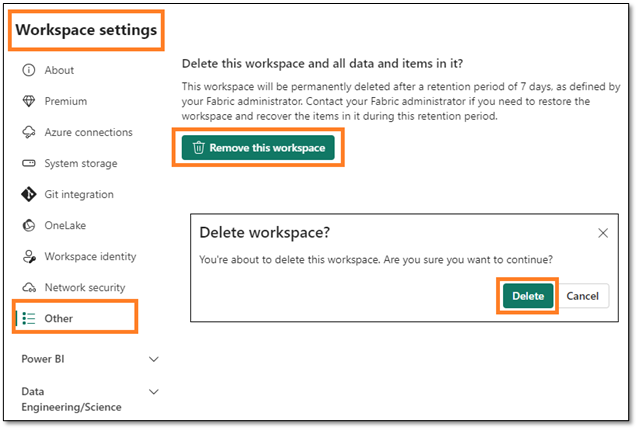 Workspace settings
About
Premium
Azure connections
System storage
Git integration
OneLake
Workspace identity
Network security
Other
Power BI
Data
Engineering/Science
Delete this workspace and all data and items in it?
This workspace will be permanently deleted after a retention period of 7 days, as defined by
your Fabric administrator. Contact your Fabric administrator if you need to restore the
workspace and recover the items in it during this retention period.
Remove this workspace
Delete workspace?
You're about to delete this workspace. Are you sure you want to continue?
Delete
Cancel